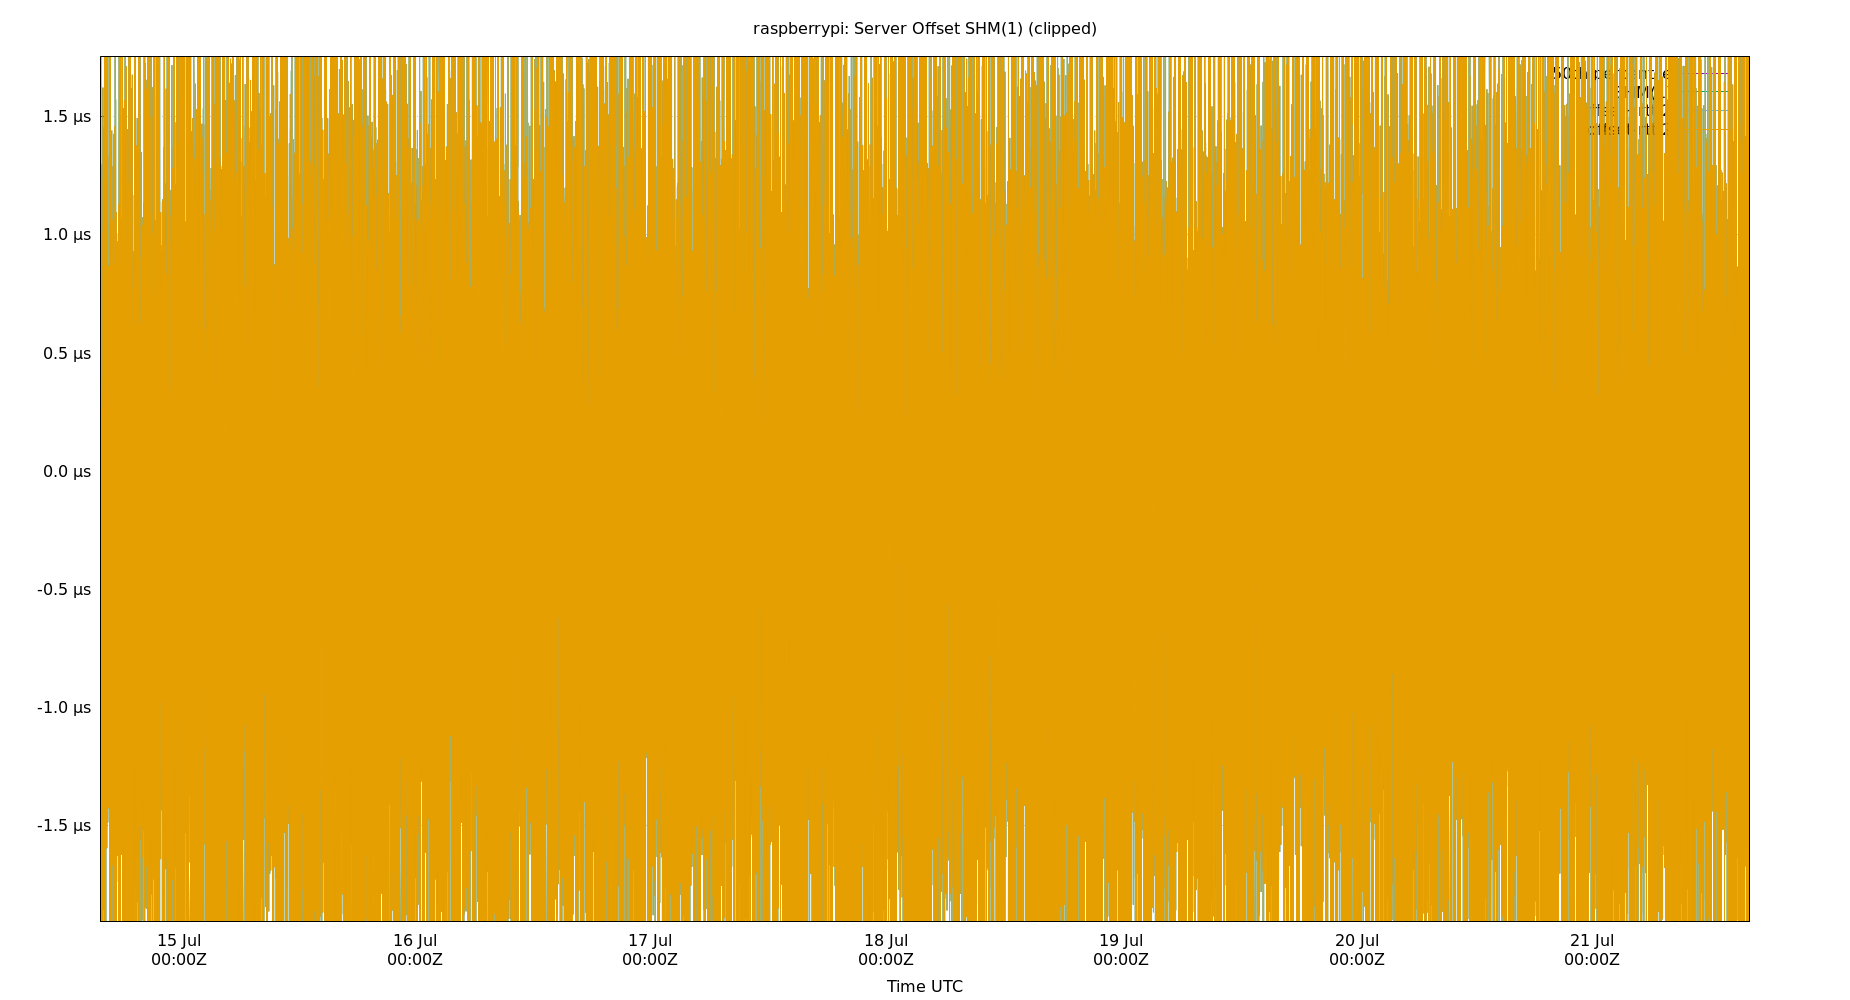 raspberrypi: Server Offset SHM(1) (clipped)
1.5 µs
1.0 µs
0.5 µs
0.0 µs
-0.5 µs
-1.0 µs
-1.5 µs
15 Jul
00:00Z
16 Jul
00:00Z
17 Jul
00:00Z
18 Jul
00:00Z
19 Jul
00:00Z
20 Jul
00:00Z
21 Jul
00:00Z
Time UTC